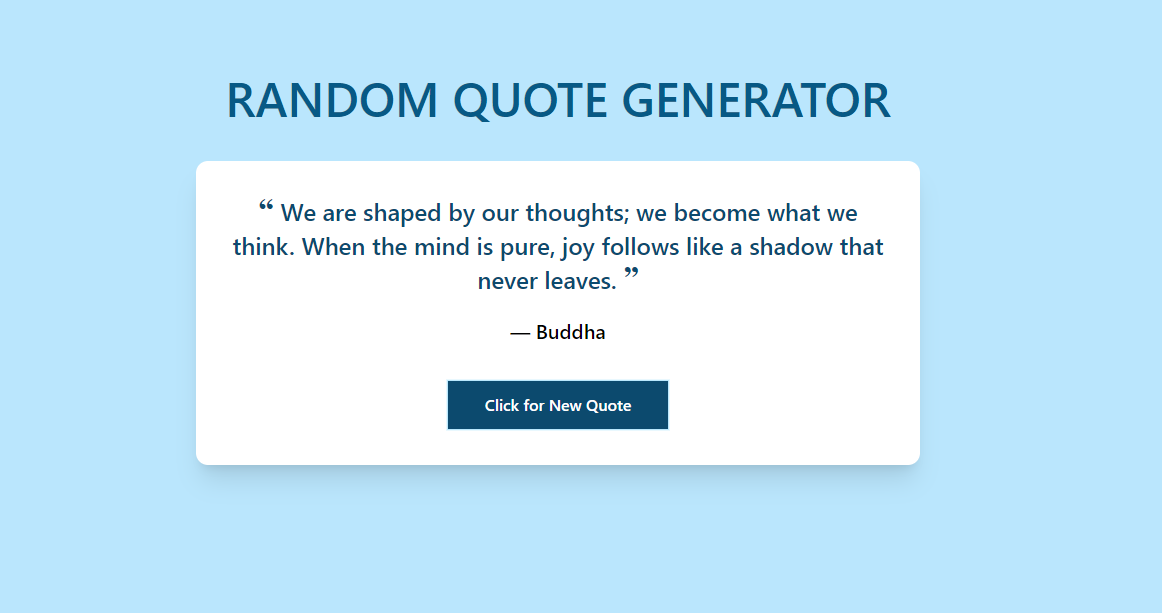 RANDOM QUOTE GENERATOR
“ We are shaped by our thoughts; we become what we
think. When the mind is pure, joy follows like a shadow that
never leaves. ”
— Buddha
Click for New Quote